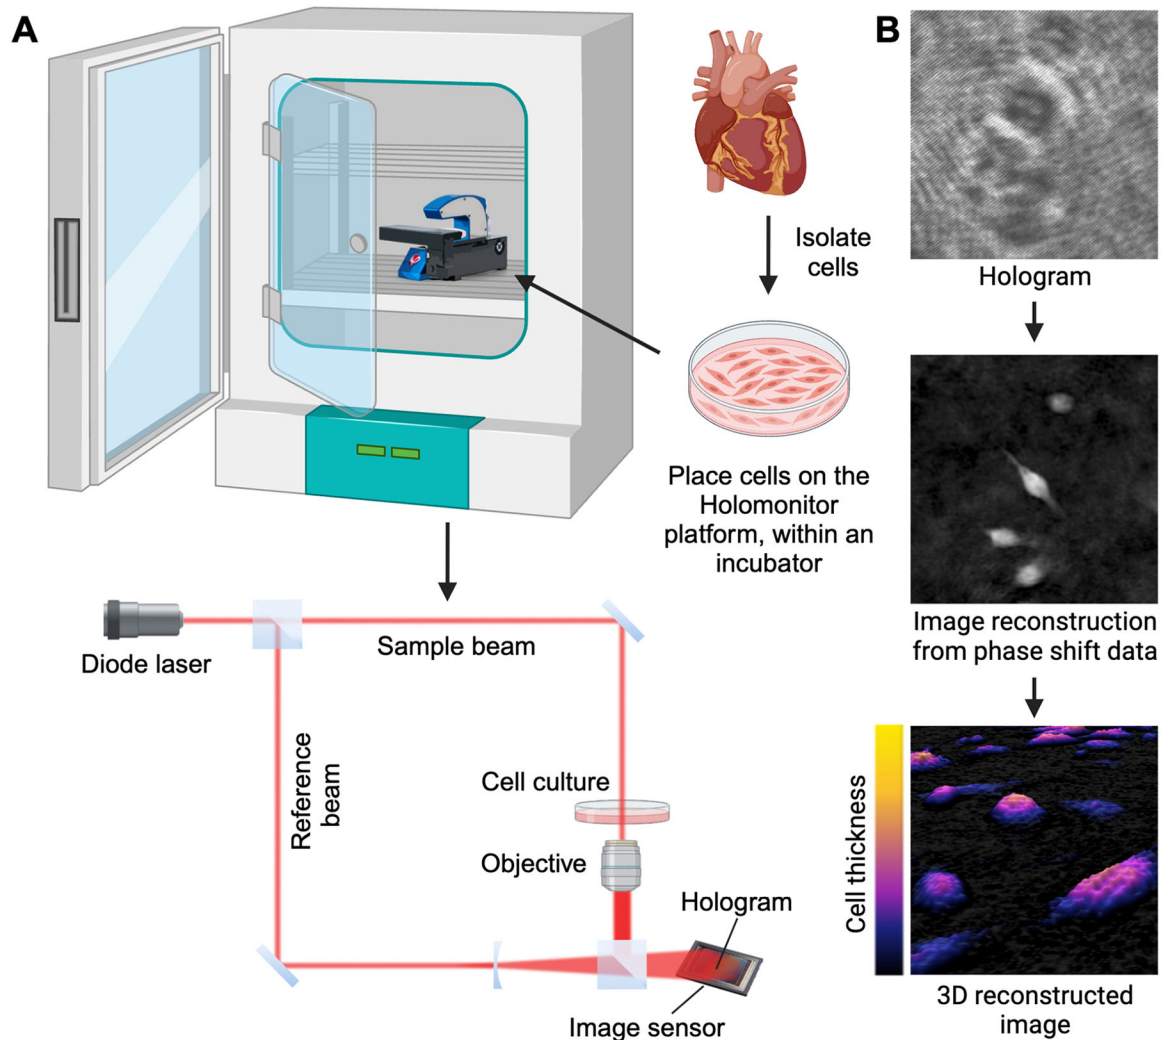 A
Isolate
cells
Place cells on the
Holomonitor
platform, within an
incubator
Diode laser
Sample beam
Reference
beam
Cell culture
Objective
Hologram
Image sensor
B
Hologram
Image reconstruction
from phase shift data
Cell thickness
3D reconstructed
image